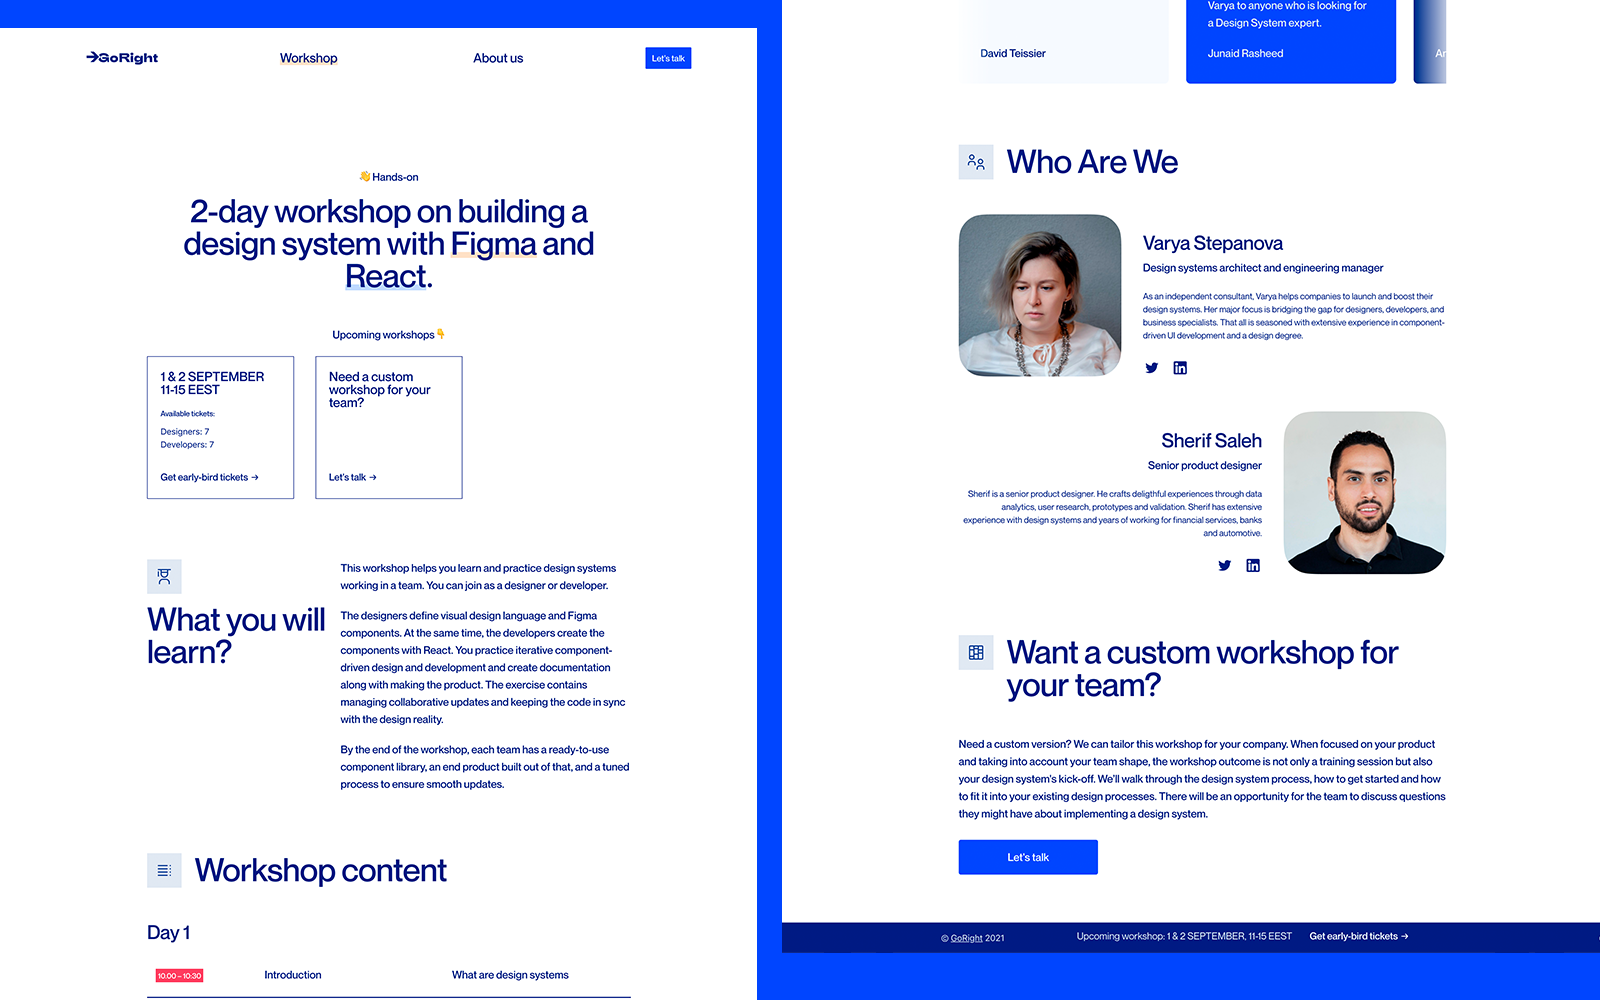 GoRight
Workshop
About us
Let's talk
👋 Hands-on
2-day workshop on building a
design system with Figma and
React.
Upcoming workshops 👇
1 & 2 SEPTEMBER
11-15 EEST
Available tickets:
Designers: 7
Developers: 7
Get early-bird tickets →
Need a custom
workshop for your
team?
Let's talk →
What you will
learn?
This workshop helps you learn and practice design systems
working in a team. You can join as a designer or developer.
The designers define visual design language and Figma
components. At the same time, the developers create the
components with React. You practice iterative component-
driven design and development and create documentation
along with making the product. The exercise contains
managing collaborative updates and keeping the code in sync
with the design reality.
By the end of the workshop, each team has a ready-to-use
component library, an end product built out of that, and a tuned
process to ensure smooth updates.
Workshop content
Day 1
10:00 – 10:30
Introduction
What are design systems
David Teissier
Varya to anyone who is looking for
a Design System expert.
Junaid Rasheed
Ar
Who Are We
Varya Stepanova
Design systems architect and engineering manager
As an independent consultant, Varya helps companies to launch and boost their
design systems. Her major focus is bridging the gap for designers, developers, and
business specialists. That all is seasoned with extensive experience in component-
driven UI development and a design degree.
Sherif Saleh
Senior product designer
Sherif is a senior product designer. He crafts deligthful experiences through data
analytics, user research, prototypes and validation. Sherif has extensive
experience with design systems and years of working for financial services, banks
and automotive.
Want a custom workshop for
your team?
Need a custom version? We can tailor this workshop for your company. When focused on your product
and taking into account your team shape, the workshop outcome is not only a training session but also
your design system's kick-off. We'll walk through the design system process, how to get started and how
to fit it into your existing design processes. There will be an opportunity for the team to discuss questions
they might have about implementing a design system.
Let's talk
© GoRight 2021
Upcoming workshop: 1 & 2 SEPTEMBER, 11-15 EEST
Get early-bird tickets →